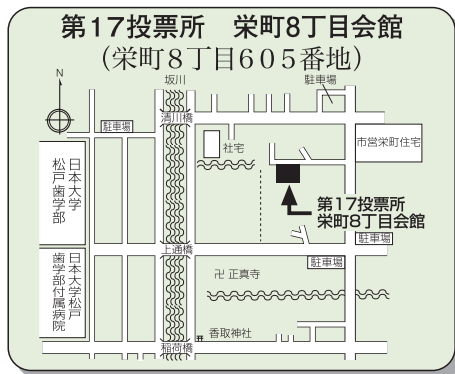 第17投票所　栄町8丁目会館
（栄町８丁目６０５番地）
坂川
駐車場
N
清川橋
駐車場
社宅
市営栄町住宅
日本大学
松戸歯学部
第17投票所
栄町8丁目会館
駐車場
上通橋
駐車場
日本大学松戸
歯学部付属病院
卍 正真寺
香取神社
稲荷橋